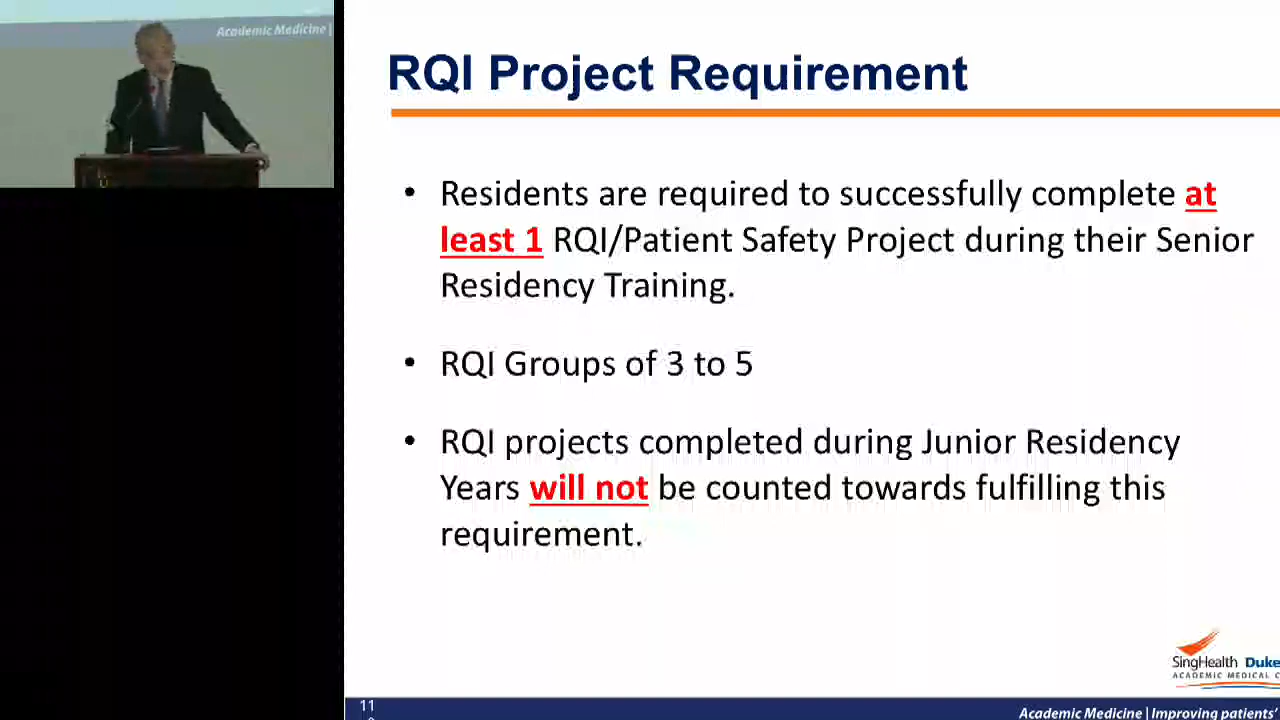 Academic Medicine |
RQI Project Requirement
• Residents are required to successfully complete at
least 1 RQI/Patient Safety Project during their Senior
Residency Training.
• RQI Groups of 3 to 5
• RQI projects completed during Junior Residency
Years will not be counted towards fulfilling this
requirement.
SingHealth Duke
ACADEMIC MEDICAL C
11
Academic Medicine | Improving patients'